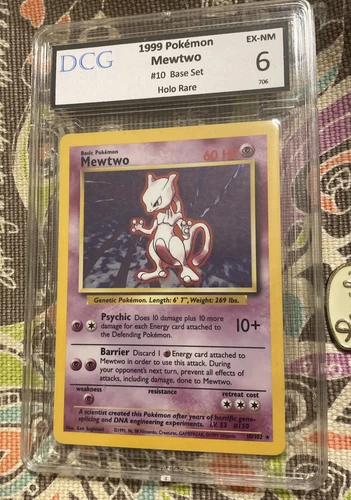 DCG
1999 Pokémon
Mewtwo
#10 Base Set
Holo Rare
EX-NM
6
706
Basic Pokémon
Mewtwo
60 HP
Genetic Pokémon. Length: 6' 7", Weight: 269 lbs.
Psychic Does 10 damage plus 10 more
damage for each Energy card attached to
the Defending Pokémon.
10+
Barrier Discard 1 Energy card attached to
Mewtwo in order to use this attack. During
your opponent's next turn, prevent all effects of
attacks, including damage, done to Mewtwo.
weakness
resistance
retreat cost
A scientist created this Pokémon after years of horrific gene-
splicing and DNA engineering experiments. LV. 53 #150
Illus. Ken Sugimori
10/102